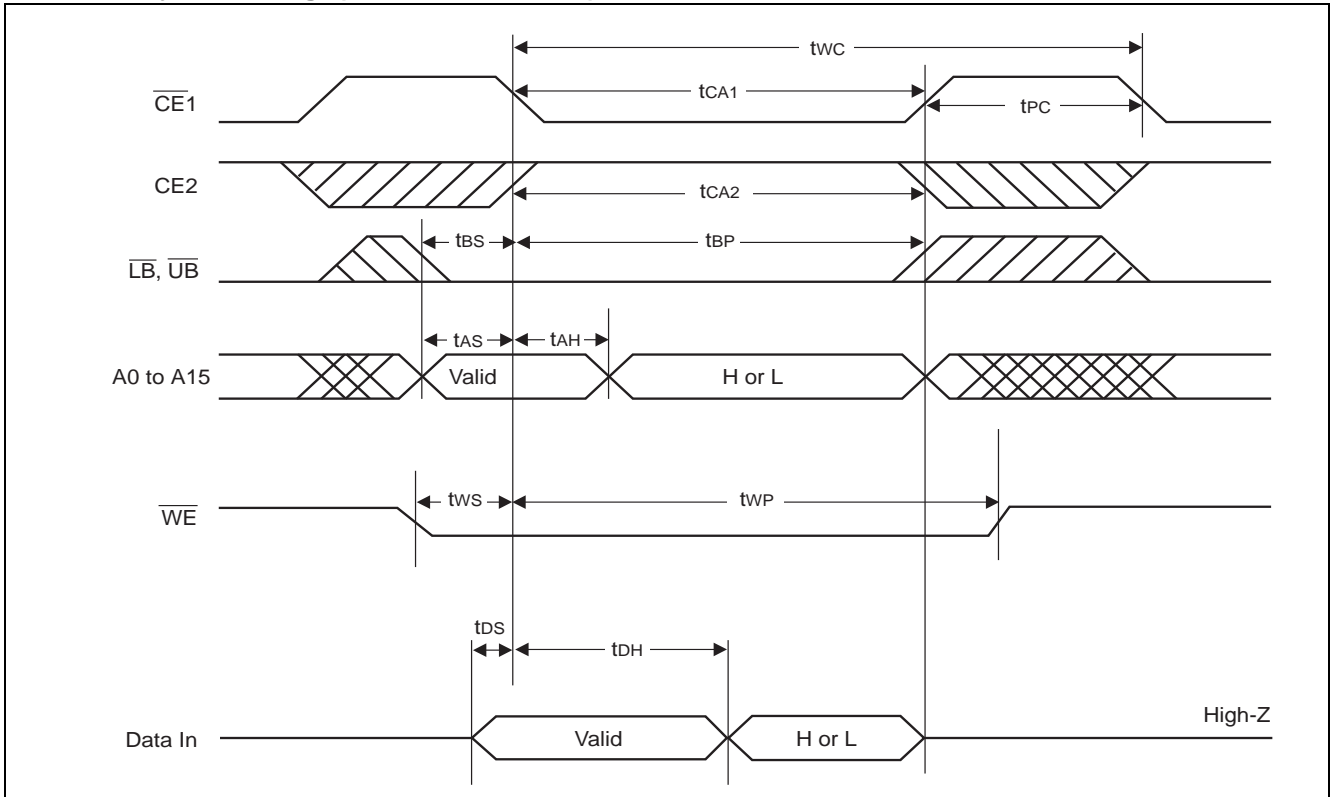 tWC
CE1
tCA1
tPC
CE2
tCA2
tBS
tBP
LB, UB
tAS
tAH
A0 to A15
Valid
H or L
WE
tWS
tWP
tDS
tDH
Data In
Valid
H or L
High-Z